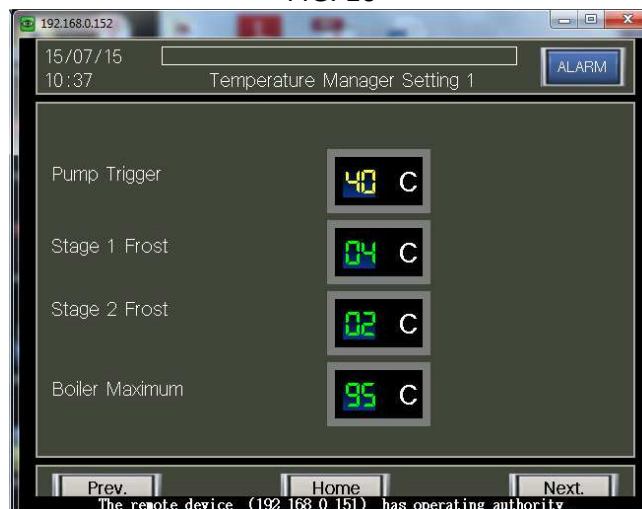 192.168.0.152
15/07/15
10:37
Temperature Manager Setting 1
ALARM
Pump Trigger
40 C
Stage 1 Frost
04 C
Stage 2 Frost
02 C
Boiler Maximum
95 C
Prev.
Home
Next.
The remote device (192.168.0.151) has operating authority